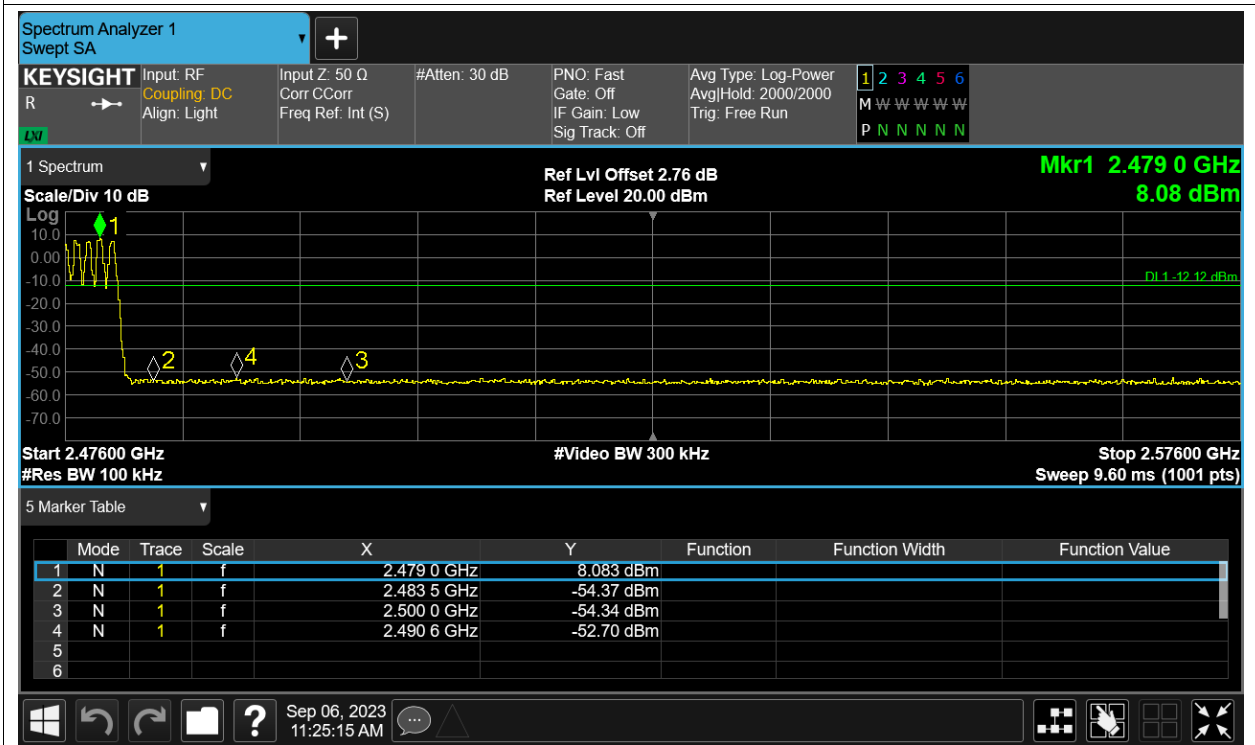 Spectrum Analyzer 1
Swept SA
KEYSIGHT
R
LXI
Input: RF
Coupling: DC
Align: Light
Input Z: 50 Ω
Corr CCorr
Freq Ref: Int (S)
#Atten: 30 dB
PNO: Fast
Gate: Off
IF Gain: Low
Sig Track: Off
Avg Type: Log-Power
Avg|Hold: 2000/2000
Trig: Free Run
1 2 3 4 5 6
M W W W W W
P N N N N N
1 Spectrum
Scale/Div 10 dB
Ref Lvl Offset 2.76 dB
Ref Level 20.00 dBm
Mkr1 2.479 0 GHz
8.08 dBm
Log
10.0
0.00
-10.0
-20.0
-30.0
-40.0
-50.0
-60.0
-70.0
1
2
4
3
DL1 -12.12 dBm
Start 2.47600 GHz
#Res BW 100 kHz
#Video BW 300 kHz
Stop 2.57600 GHz
Sweep 9.60 ms (1001 pts)
5 Marker Table
Mode Trace Scale X Y Function Function Width Function Value
1 N 1 f 2.479 0 GHz 8.083 dBm
2 N 1 f 2.483 5 GHz -54.37 dBm
3 N 1 f 2.500 0 GHz -54.34 dBm
4 N 1 f 2.490 6 GHz -52.70 dBm
5
6
?
Sep 06, 2023
11:25:15 AM